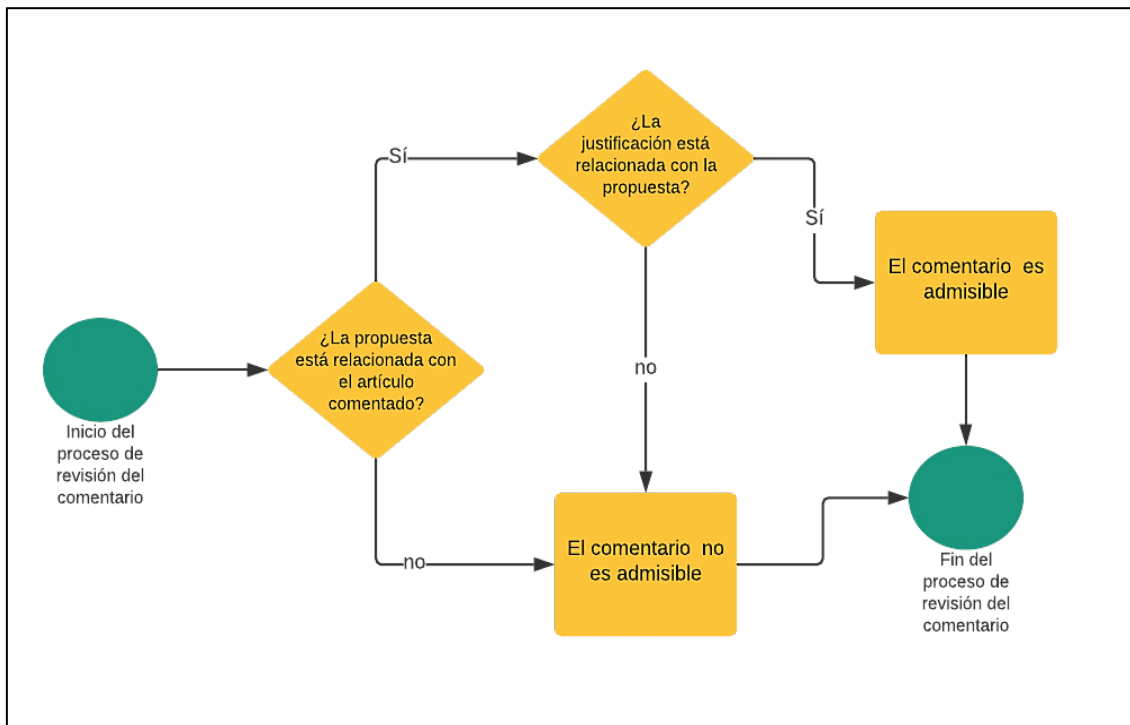 ¿La
justificación está
relacionada con la
propuesta?
Sí
Sí
El comentario  es
admisible
¿La propuesta
está relacionada con
el artículo
comentado?
no
Inicio del
proceso de
revisión del
comentario
no
El comentario  no
es admisible
Fin del
proceso de
revisión del
comentario